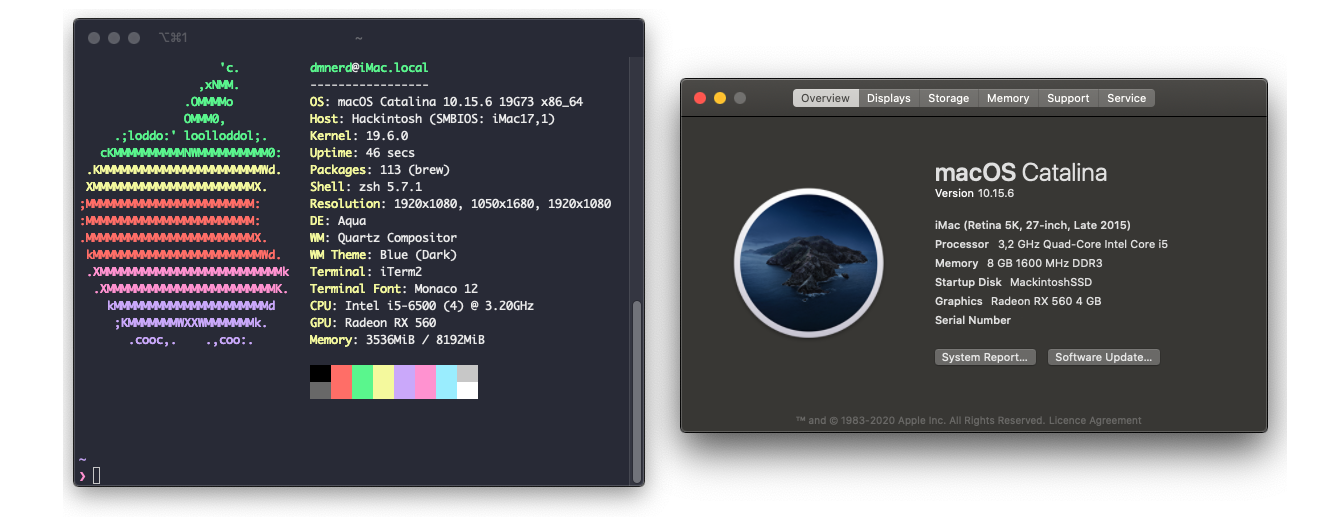 ⌥⌘1
~
'c.
,xNMM.
.OMMMMo
OMMM0,
.;loddo:' loolloddol;.
cKMMMMMMMMMMNWMMMMMMMMMM0:
.KMMMMMMMMMMMMMMMMMMMMMMMWd.
XMMMMMMMMMMMMMMMMMMMMMMMX.
;MMMMMMMMMMMMMMMMMMMMMMMM:
:MMMMMMMMMMMMMMMMMMMMMMMM:
.MMMMMMMMMMMMMMMMMMMMMMMMX.
kMMMMMMMMMMMMMMMMMMMMMMMMWd.
.XMMMMMMMMMMMMMMMMMMMMMMMMMMk
.XMMMMMMMMMMMMMMMMMMMMMMMMK.
kMMMMMMMMMMMMMMMMMMMMMMd
;KMMMMMMMWXXWMMMMMMMk.
.cooc,. .,coo:.
dmnerd@iMac.local
-----------------
OS: macOS Catalina 10.15.6 19G73 x86_64
Host: Hackintosh (SMBIOS: iMac17,1)
Kernel: 19.6.0
Uptime: 46 secs
Packages: 113 (brew)
Shell: zsh 5.7.1
Resolution: 1920x1080, 1050x1680, 1920x1080
DE: Aqua
WM: Quartz Compositor
WM Theme: Blue (Dark)
Terminal: iTerm2
Terminal Font: Monaco 12
CPU: Intel i5-6500 (4) @ 3.20GHz
GPU: Radeon RX 560
Memory: 3536MiB / 8192MiB
~
❯
Overview Displays Storage Memory Support Service
macOS Catalina
Version 10.15.6
iMac (Retina 5K, 27-inch, Late 2015)
Processor 3,2 GHz Quad-Core Intel Core i5
Memory 8 GB 1600 MHz DDR3
Startup Disk MackintoshSSD
Graphics Radeon RX 560 4 GB
Serial Number
System Report... Software Update...
™ and © 1983-2020 Apple Inc. All Rights Reserved. Licence Agreement